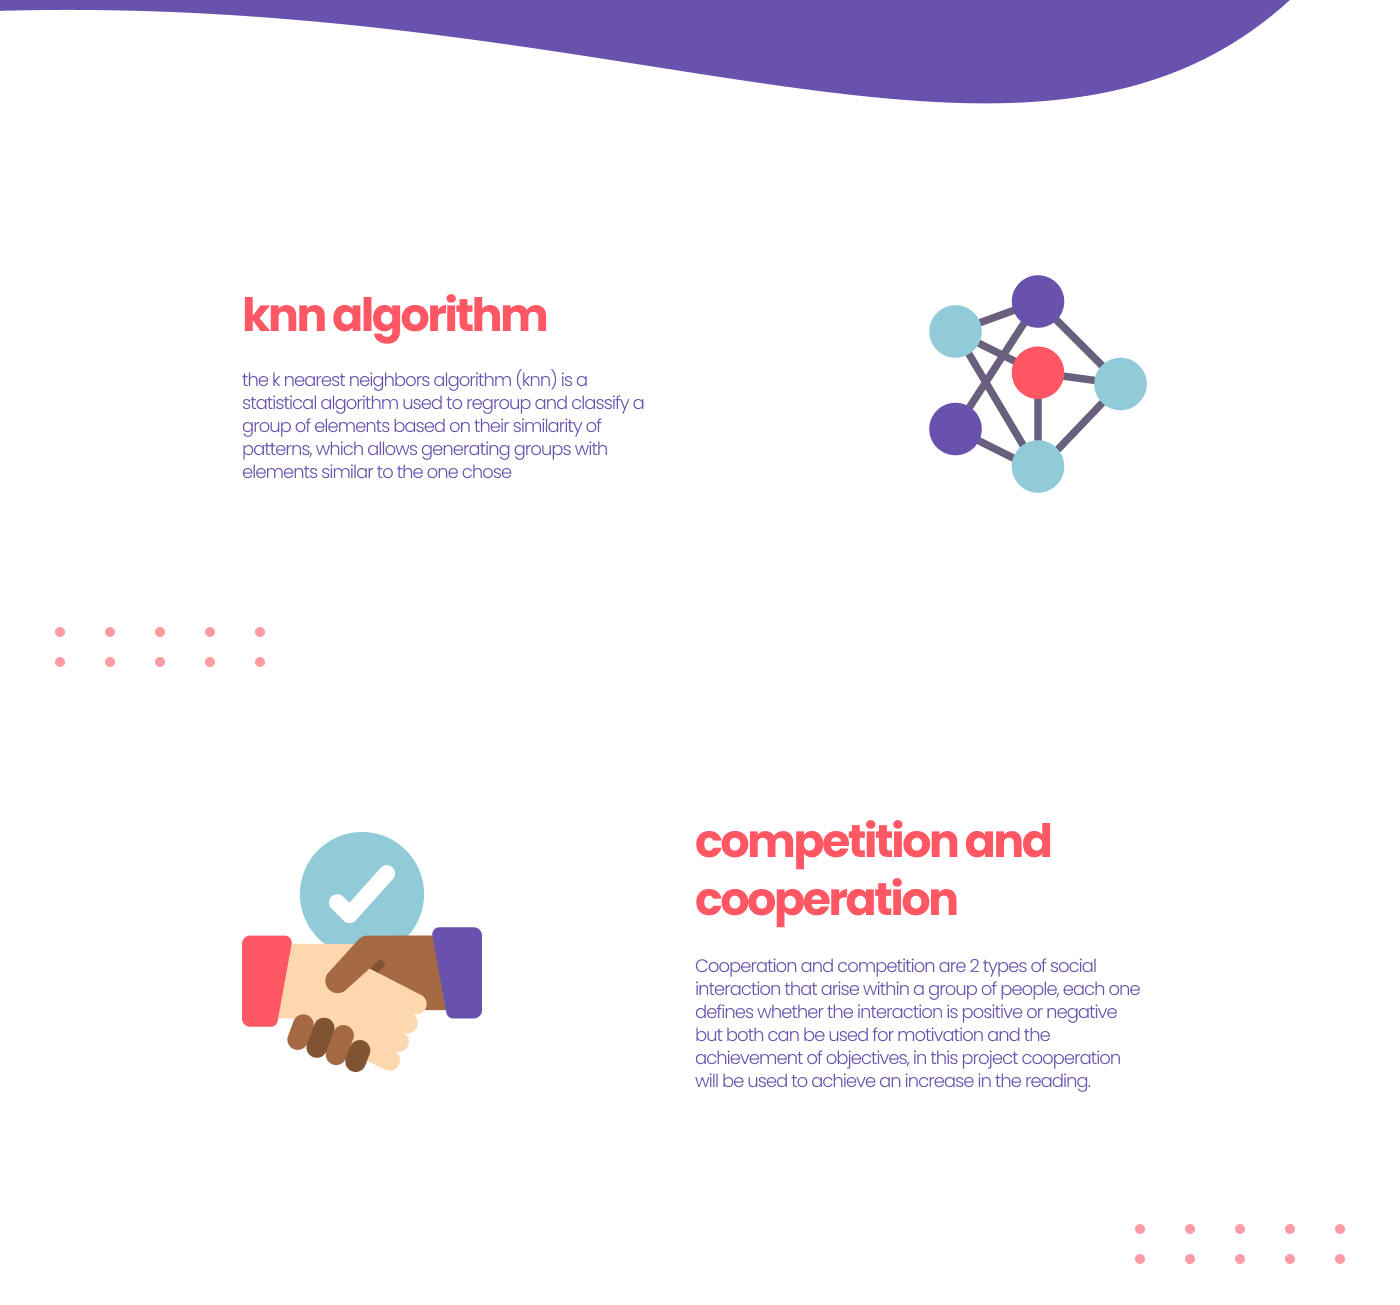 knn algorithm
the k nearest neighbors algorithm (knn) is a
statistical algorithm used to regroup and classify a
group of elements based on their similarity of
patterns, which allows generating groups with
elements similar to the one chose
competition and
cooperation
Cooperation and competition are 2 types of social
interaction that arise within a group of people, each one
defines whether the interaction is positive or negative
but both can be used for motivation and the
achievement of objectives, in this project cooperation
will be used to achieve an increase in the reading.